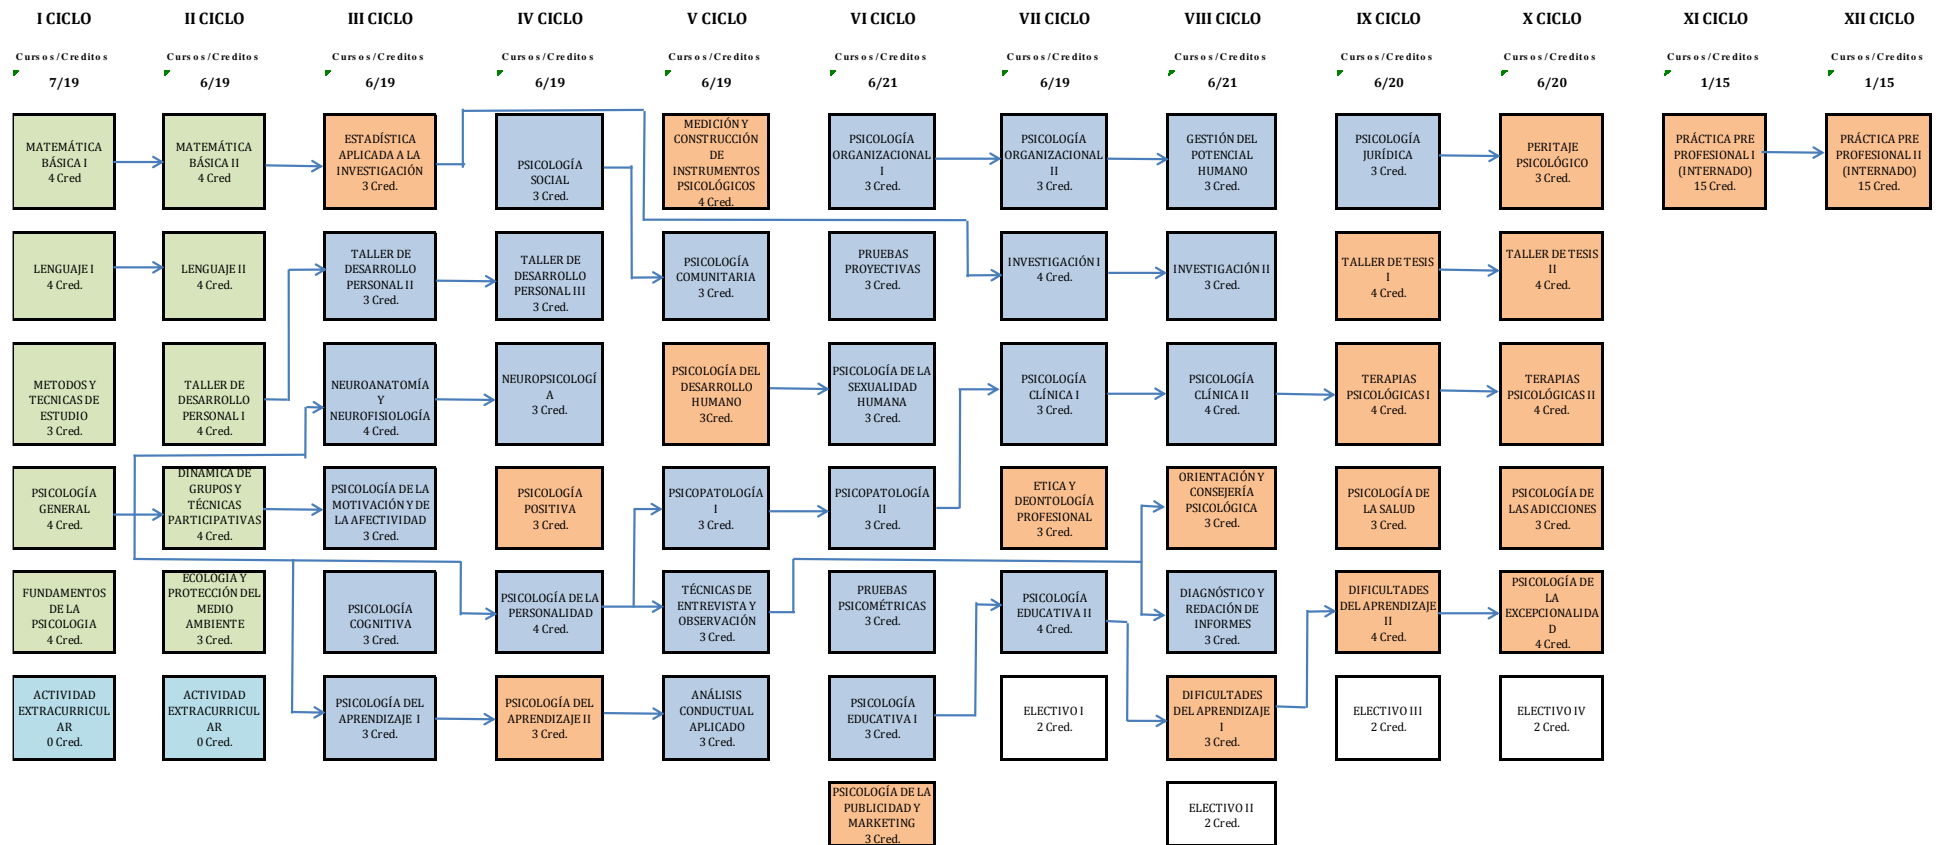 I CICLO
II CICLO
III CICLO
IV CICLO
V CICLO
VI CICLO
VII CICLO
VIII CICLO
IX CICLO
X CICLO
XI CICLO
XII CICLO
Cursos/Creditos
Cursos/Creditos
Cursos/Creditos
Cursos/Creditos
Cursos/Creditos
Cursos/Creditos
Cursos/Creditos
Cursos/Creditos
Cursos/Creditos
Cursos/Creditos
Cursos/Creditos
Cursos/Creditos
7/19
6/19
6/19
6/19
6/19
6/21
6/19
6/21
6/20
6/20
1/15
1/15
MATEMÁTICA
BÁSICA I
4 Cred
MATEMÁTICA
BÁSICA II
4 Cred
ESTADÍSTICA
APLICADA A LA
INVESTIGACIÓN
3 Cred.
PSICOLOGÍA
SOCIAL
3 Cred.
MEDICIÓN Y
CONSTRUCCIÓN
DE
INSTRUMENTOS
PSICOLÓGICOS
4 Cred.
PSICOLOGÍA
ORGANIZACIONAL
I
3 Cred.
PSICOLOGÍA
ORGANIZACIONAL
II
3 Cred.
GESTIÓN DEL
POTENCIAL
HUMANO
3 Cred.
PSICOLOGÍA
JURÍDICA
3 Cred.
PERITAJE
PSICOLÓGICO
3 Cred.
PRÁCTICA PRE
PROFESIONAL I
(INTERNADO)
15 Cred.
PRÁCTICA PRE
PROFESIONAL II
(INTERNADO)
15 Cred.
LENGUAJE I
4 Cred.
LENGUAJE II
4 Cred.
TALLER DE
DESARROLLO
PERSONAL II
3 Cred.
TALLER DE
DESARROLLO
PERSONAL III
3 Cred.
PSICOLOGÍA
COMUNITARIA
3 Cred.
PRUEBAS
PROYECTIVAS
3 Cred.
INVESTIGACIÓN I
4 Cred.
INVESTIGACIÓN II
3 Cred.
TALLER DE TESIS
I
4 Cred.
TALLER DE TESIS
II
4 Cred.
METODOS Y
TECNICAS DE
ESTUDIO
3 Cred.
TALLER DE
DESARROLLO
PERSONAL I
4 Cred.
NEUROANATOMÍA
Y
NEUROFISIOLOGÍA
4 Cred.
NEUROPSICOLOGÍ
A
3 Cred.
PSICOLOGÍA DEL
DESARROLLO
HUMANO
3Cred.
PSICOLOGÍA DE LA
SEXUALIDAD
HUMANA
3 Cred.
PSICOLOGÍA
CLÍNICA I
3 Cred.
PSICOLOGÍA
CLÍNICA II
4 Cred.
TERAPIAS
PSICOLÓGICAS I
4 Cred.
TERAPIAS
PSICOLÓGICAS II
4 Cred.
PSICOLOGÍA
GENERAL
4 Cred.
DINÁMICA DE
GRUPOS Y
TÉCNICAS
PARTICIPATIVAS
4 Cred.
PSICOLOGÍA DE LA
MOTIVACIÓN Y DE
LA AFECTIVIDAD
3 Cred.
PSICOLOGÍA
POSITIVA
3 Cred.
PSICOPATOLOGÍA
I
3 Cred.
PSICOPATOLOGÍA
II
3 Cred.
ETICA Y
DEONTOLOGÍA
PROFESIONAL
3 Cred.
ORIENTACIÓN Y
CONSEJERÍA
PSICOLÓGICA
3 Cred.
PSICOLOGÍA DE
LA SALUD
3 Cred.
PSICOLOGÍA DE
LAS ADICCIONES
3 Cred.
FUNDAMENTOS
DE LA
PSICOLOGIA
4 Cred.
ECOLOGIA Y
PROTECCIÓN DEL
MEDIO
AMBIENTE
3 Cred.
PSICOLOGÍA
COGNITIVA
3 Cred.
PSICOLOGÍA DE LA
PERSONALIDAD
4 Cred.
TÉCNICAS DE
ENTREVISTA Y
OBSERVACIÓN
3 Cred.
PRUEBAS
PSICOMÉTRICAS
3 Cred.
PSICOLOGÍA
EDUCATIVA II
4 Cred.
DIAGNÓSTICO Y
REDACIÓN DE
INFORMES
3 Cred.
DIFICULTADES
DEL APRENDIZAJE
II
4 Cred.
PSICOLOGÍA DE
LA
EXCEPCIONALIDA
D
4 Cred.
ACTIVIDAD
EXTRACURRICUL
AR
0 Cred.
ACTIVIDAD
EXTRACURRICUL
AR
0 Cred.
PSICOLOGÍA DEL
APRENDIZAJE I
3 Cred.
PSICOLOGÍA DEL
APRENDIZAJE II
3 Cred.
ANÁLISIS
CONDUCTUAL
APLICADO
3 Cred.
PSICOLOGÍA
EDUCATIVA I
3 Cred.
ELECTIVO I
2 Cred.
DIFICULTADES
DEL APRENDIZAJE
I
3 Cred.
ELECTIVO III
2 Cred.
ELECTIVO IV
2 Cred.
PSICOLOGÍA DE LA
PUBLICIDAD Y
MARKETING
3 Cred.
ELECTIVO II
2 Cred.